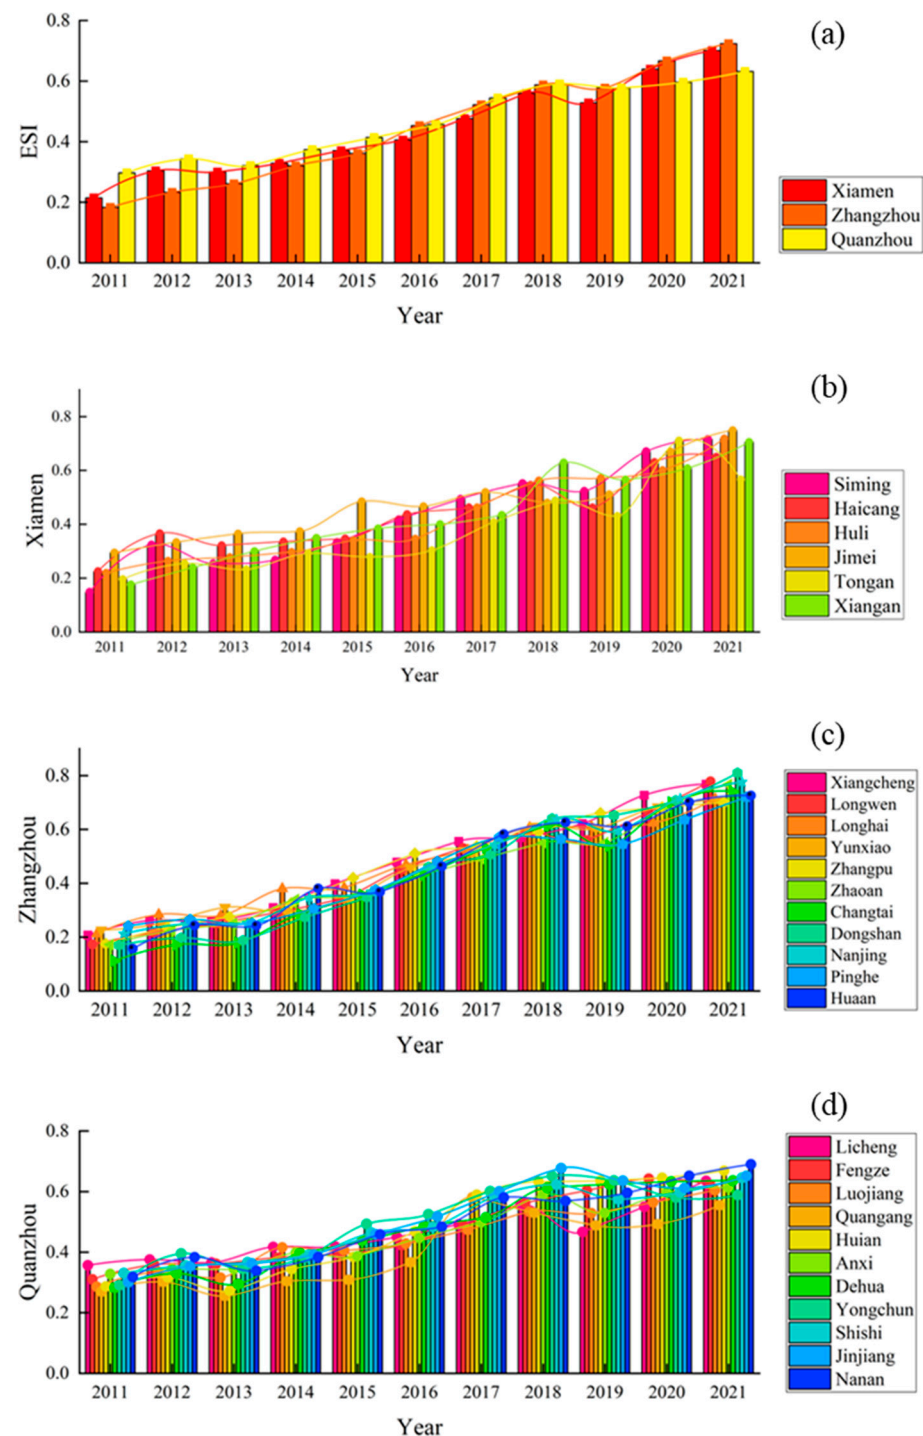 (a)
0.8
0.6
0.4
0.2
0.0
ESI
Xiamen
Zhangzhou
Quanzhou
2011 2012 2013 2014 2015 2016 2017 2018 2019 2020 2021
Year
(b)
0.8
0.6
0.4
0.2
0.0
Xiamen
Siming
Haicang
Huli
Jimei
Tongan
Xiangan
2011 2012 2013 2014 2015 2016 2017 2018 2019 2020 2021
Year
(c)
0.8
0.6
0.4
0.2
0.0
Zhangzhou
Xiangcheng
Longwen
Longhai
Yunxiao
Zhangpu
Zhaoan
Changtai
Dongshan
Nanjing
Pinghe
Huaan
2011 2012 2013 2014 2015 2016 2017 2018 2019 2020 2021
Year
(d)
0.8
0.6
0.4
0.2
0.0
Quanzhou
Licheng
Fengze
Luojiang
Quangang
Huian
Anxi
Dehua
Yongchun
Shishi
Jinjiang
Nanan
2011 2012 2013 2014 2015 2016 2017 2018 2019 2020 2021
Year